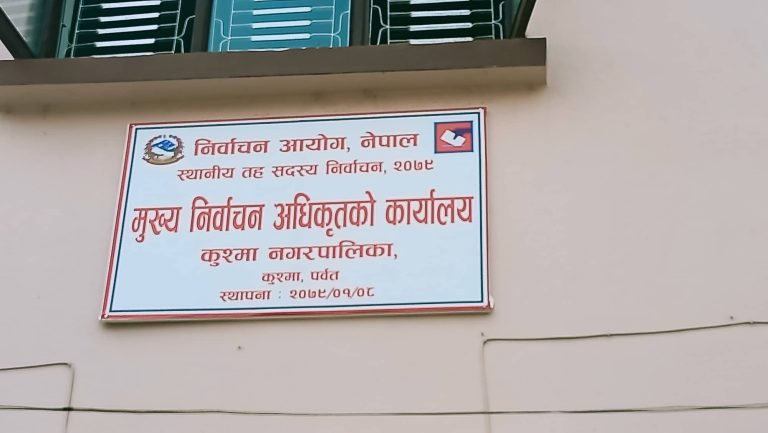 निर्वाचन आयोग, नेपाल
स्थानीय तह सदस्य निर्वाचन, २०७९
मुख्य निर्वाचन अधिकृतको कार्यालय
कुश्मा नगरपालिका,
कुश्मा, पर्वत
स्थापना : २०७९/०१/०८